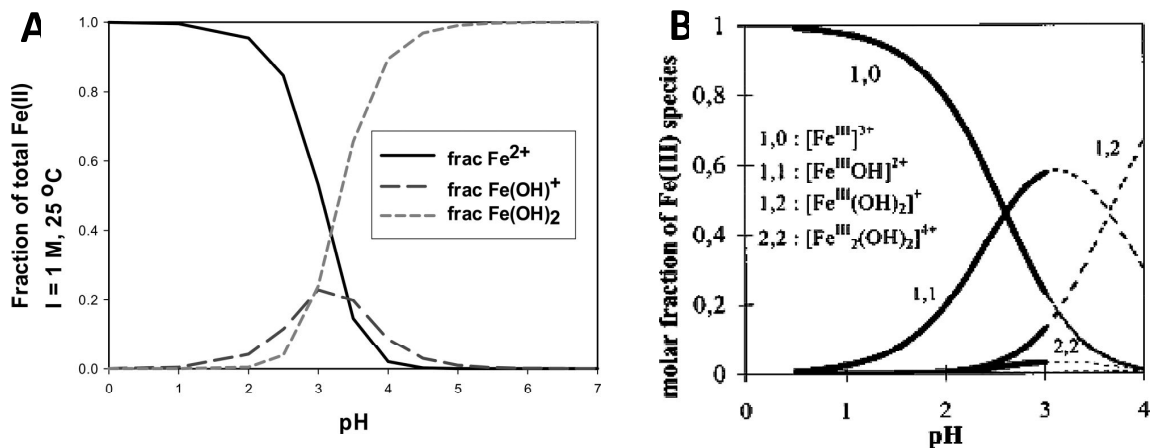 A
Fraction of total Fe(II)
I = 1 M, 25 °C
1.0
0.8
0.6
0.4
0.2
0.0
frac Fe2+
frac Fe(OH)+
frac Fe(OH)2
0 1 2 3 4 5 6 7
pH
B
molar fraction of Fe(III) species
1
0,8
0,6
0,4
0,2
0
1,0
1,2
1,0 : [FeIII]3+
1,1 : [FeIIIOH]2+
1,2 : [FeIII(OH)2]+
2,2 : [FeIII2(OH)2]4+
1,1
2,2
0 1 2 3 4
pH